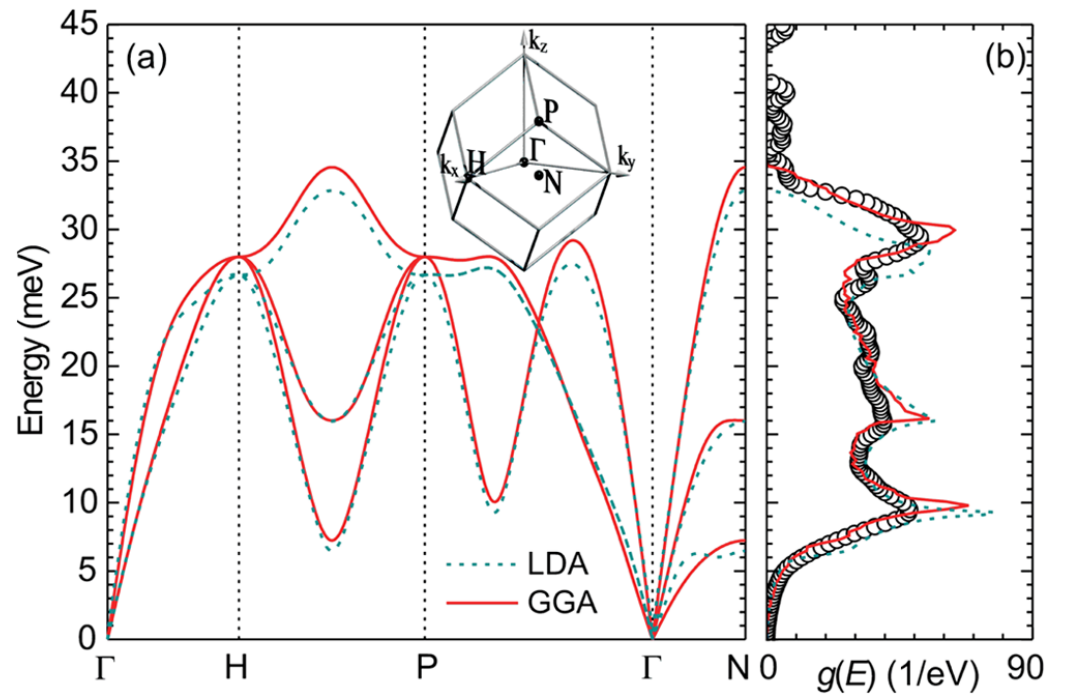 45
40
35
30
25
20
15
10
5
0
Energy (meV)
(a)
kz
P
Γ
H
kx
ky
N
LDA
GGA
Γ
H
P
Γ
N
(b)
0
g(E) (1/eV)
90